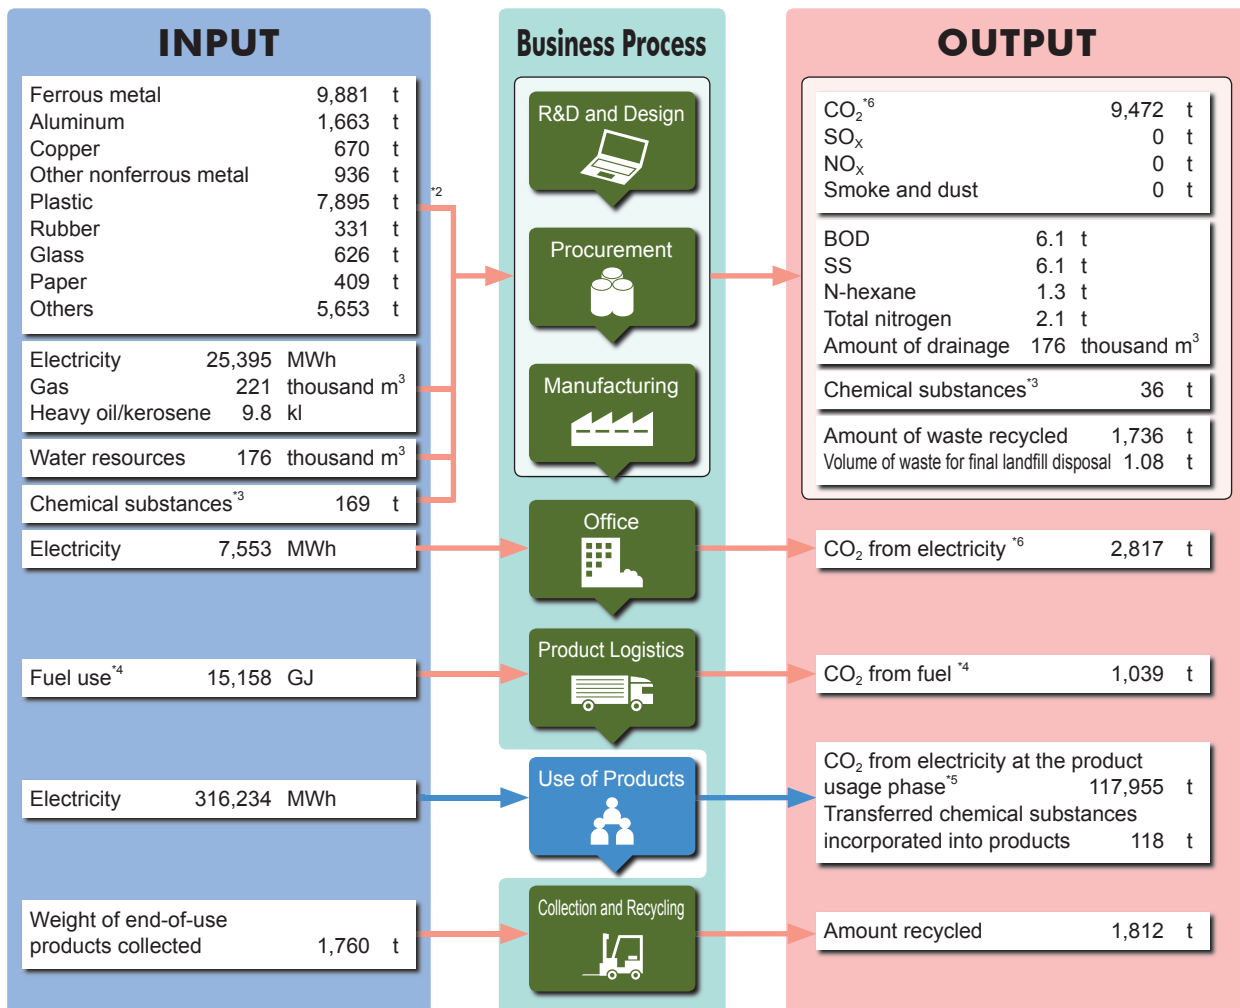 INPUT
Ferrous metal 9,881 t
Aluminum 1,663 t
Copper 670 t
Other nonferrous metal 936 t
Plastic 7,895 t
Rubber 331 t
Glass 626 t
Paper 409 t
Others 5,653 t
*2
Electricity 25,395 MWh
Gas 221 thousand m³
Heavy oil/kerosene 9.8 kl
Water resources 176 thousand m³
Chemical substances*3 169 t
Electricity 7,553 MWh
Fuel use*4 15,158 GJ
Electricity 316,234 MWh
Weight of end-of-use
products collected 1,760 t
Business Process
R&D and Design
Procurement
Manufacturing
Office
Product Logistics
Use of Products
Collection and Recycling
OUTPUT
CO₂*6 9,472 t
SOX 0 t
NOX 0 t
Smoke and dust 0 t
BOD 6.1 t
SS 6.1 t
N-hexane 1.3 t
Total nitrogen 2.1 t
Amount of drainage 176 thousand m³
Chemical substances*3 36 t
Amount of waste recycled 1,736 t
Volume of waste for final landfill disposal 1.08 t
CO₂ from electricity *6 2,817 t
CO₂ from fuel *4 1,039 t
CO₂ from electricity at the product
usage phase*5 117,955 t
Transferred chemical substances
incorporated into products 118 t
Amount recycled 1,812 t